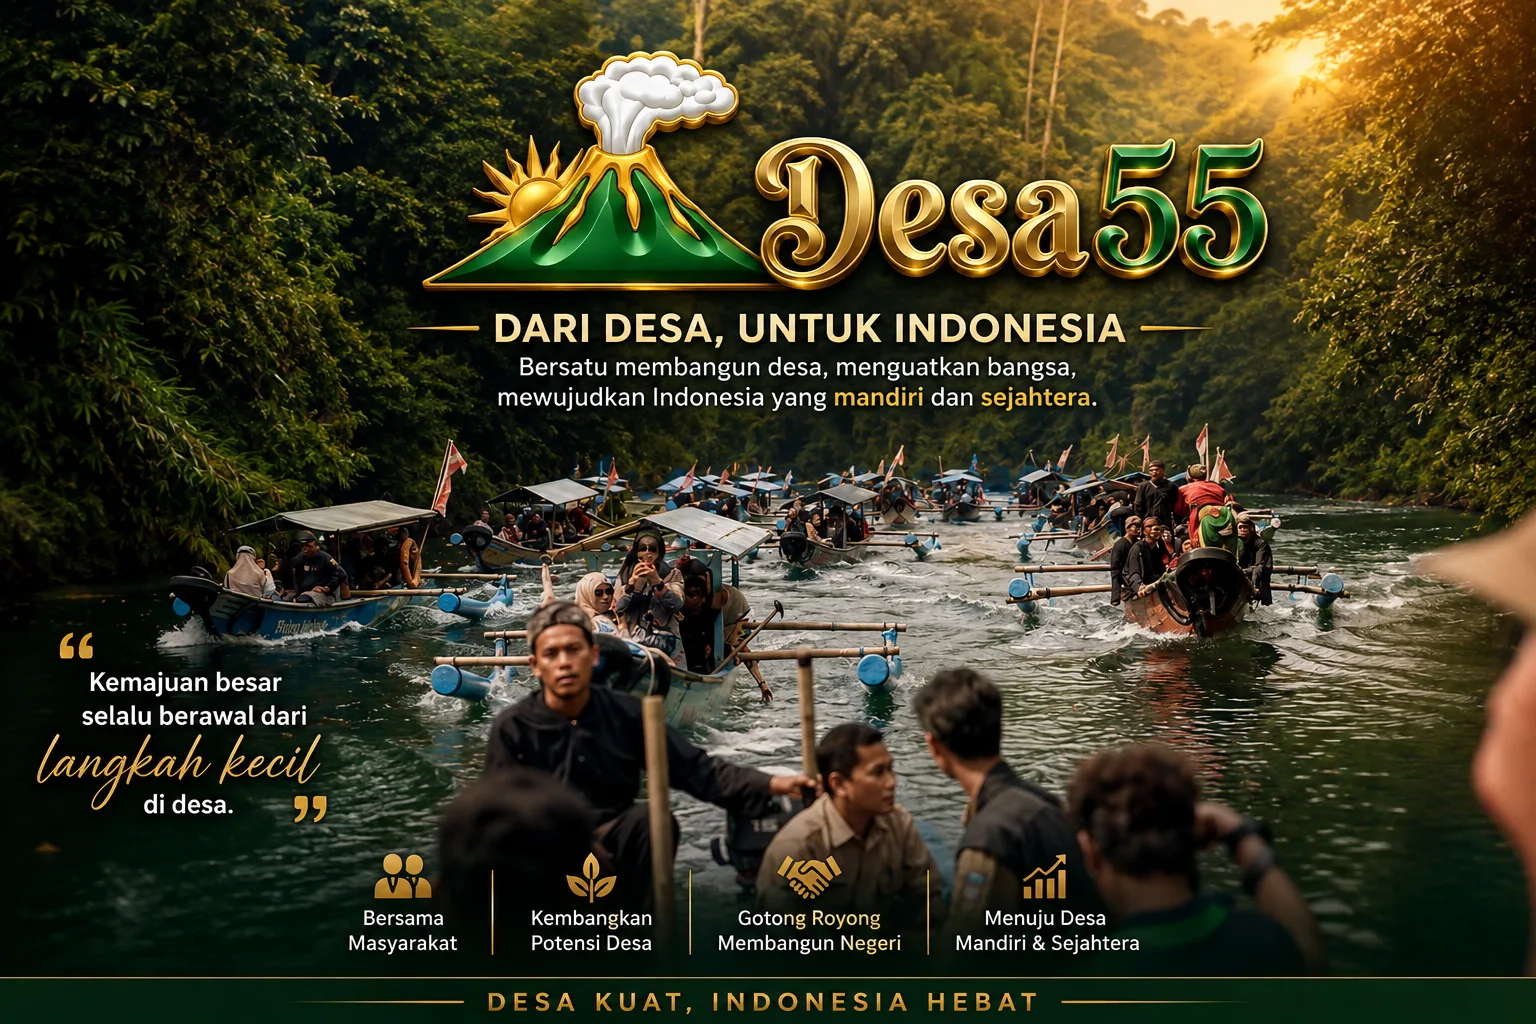 Desa55
DARI DESA, UNTUK INDONESIA
Bersatu membangun desa, menguatkan bangsa,
mewujudkan Indonesia yang mandiri dan sejahtera.
“
Kemajuan besar
selalu berawal dari
langkah kecil
di desa.
”
Bersama
Masyarakat
Kembangkan
Potensi Desa
Gotong Royong
Membangun Negeri
Menuju Desa
Mandiri & Sejahtera
DESA KUAT, INDONESIA HEBAT